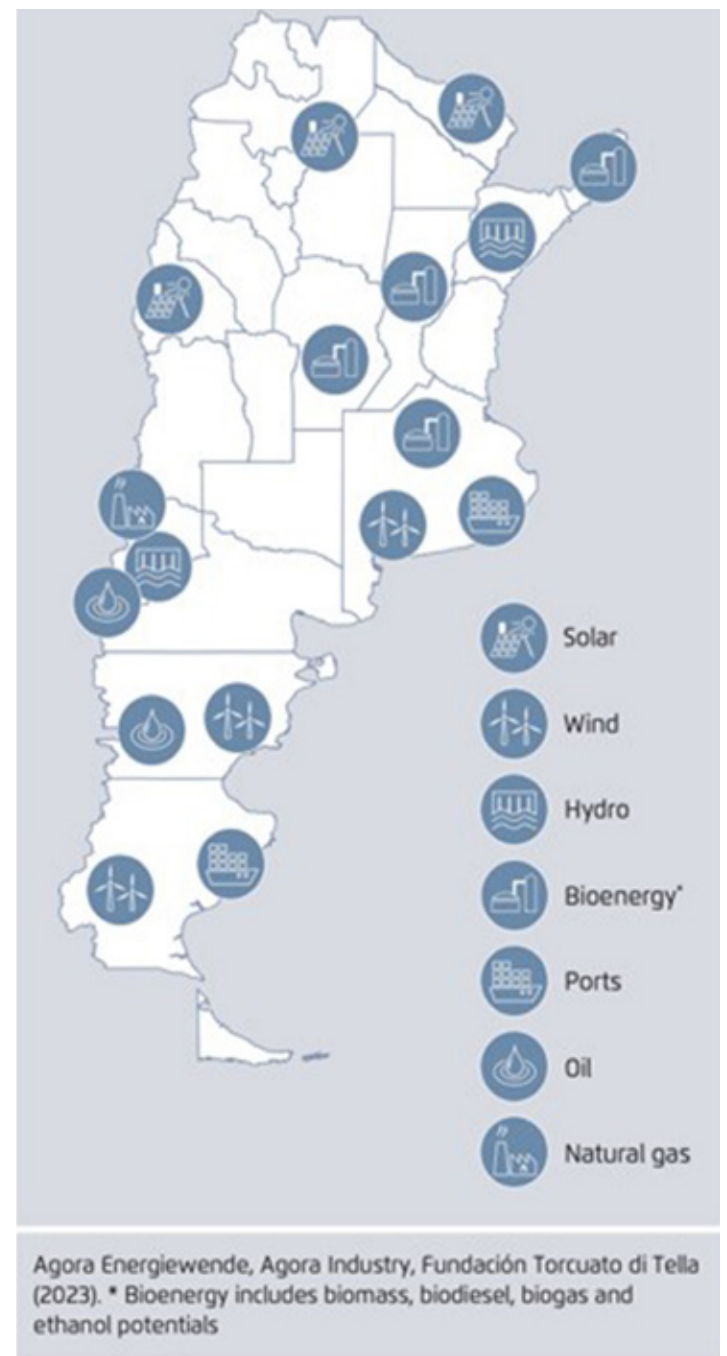 Solar
Wind
Hydro
Bioenergy*
Ports
Oil
Natural gas
Agora Energiewende, Agora Industry, Fundación Torcuato di Tella
(2023). * Bioenergy includes biomass, biodiesel, biogas and
ethanol potentials